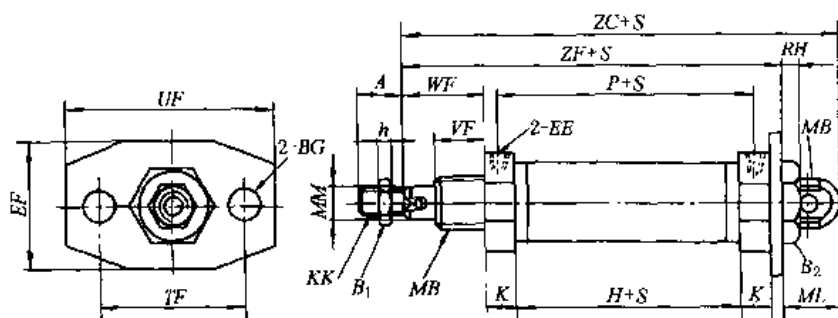 ZC+S
ZF+S
RH
A
WF
P+S
UF
h
VF
2-EE
MB
2-BG
EF
MM
KK
B₁
MB
B₂
TF
K
H+S
K
ML